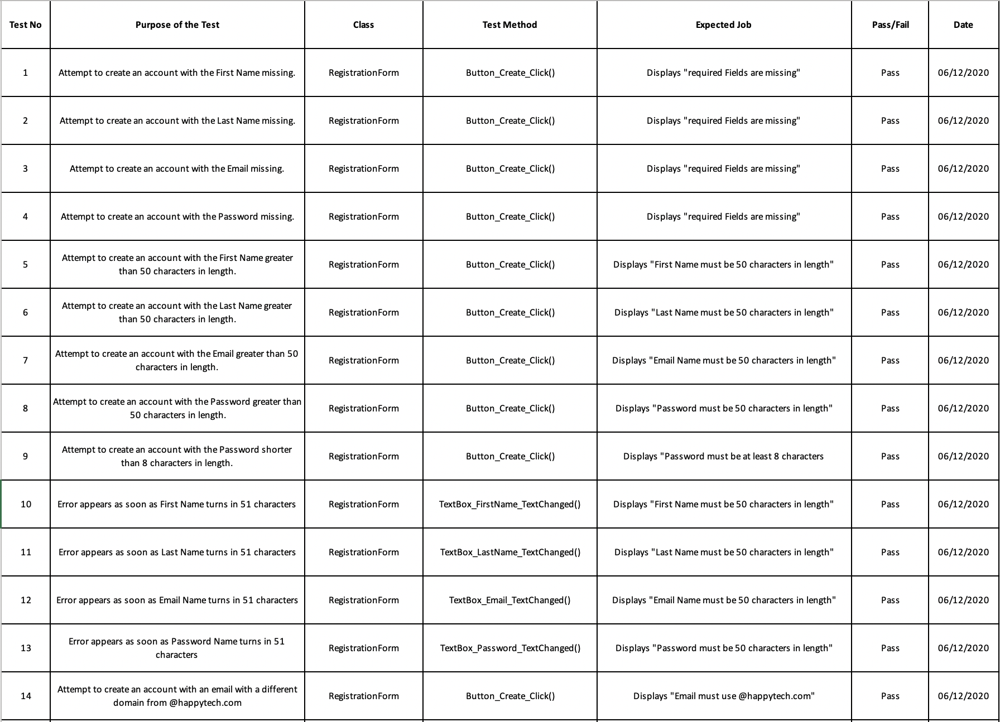 Test No Purpose of the Test Class Test Method Expected Job Pass/Fail Date
1 Attempt to create an account with the First Name missing. RegistrationForm Button_Create_Click() Displays "required Fields are missing" Pass 06/12/2020
2 Attempt to create an account with the Last Name missing. RegistrationForm Button_Create_Click() Displays "required Fields are missing" Pass 06/12/2020
3 Attempt to create an account with the Email missing. RegistrationForm Button_Create_Click() Displays "required Fields are missing" Pass 06/12/2020
4 Attempt to create an account with the Password missing. RegistrationForm Button_Create_Click() Displays "required Fields are missing" Pass 06/12/2020
5 Attempt to create an account with the First Name greater
than 50 characters in length. RegistrationForm Button_Create_Click() Displays "First Name must be 50 characters in length" Pass 06/12/2020
6 Attempt to create an account with the Last Name greater
than 50 characters in length. RegistrationForm Button_Create_Click() Displays "Last Name must be 50 characters in length" Pass 06/12/2020
7 Attempt to create an account with the Email greater than 50
characters in length. RegistrationForm Button_Create_Click() Displays "Email Name must be 50 characters in length" Pass 06/12/2020
8 Attempt to create an account with the Password greater than
50 characters in length. RegistrationForm Button_Create_Click() Displays "Password must be 50 characters in length" Pass 06/12/2020
9 Attempt to create an account with the Password shorter
than 8 characters in length. RegistrationForm Button_Create_Click() Displays "Password must be at least 8 characters Pass 06/12/2020
10 Error appears as soon as First Name turns in 51 characters RegistrationForm TextBox_FirstName_TextChanged() Displays "First Name must be 50 characters in length" Pass 06/12/2020
11 Error appears as soon as Last Name turns in 51 characters RegistrationForm TextBox_LastName_TextChanged() Displays "Last Name must be 50 characters in length" Pass 06/12/2020
12 Error appears as soon as Email Name turns in 51 characters RegistrationForm TextBox_Email_TextChanged() Displays "Email Name must be 50 characters in length" Pass 06/12/2020
13 Error appears as soon as Password Name turns in 51
characters RegistrationForm TextBox_Password_TextChanged() Displays "Password must be 50 characters in length" Pass 06/12/2020
14 Attempt to create an account with an email with a different
domain from @happytech.com RegistrationForm Button_Create_Click() Displays "Email must use @happytech.com" Pass 06/12/2020